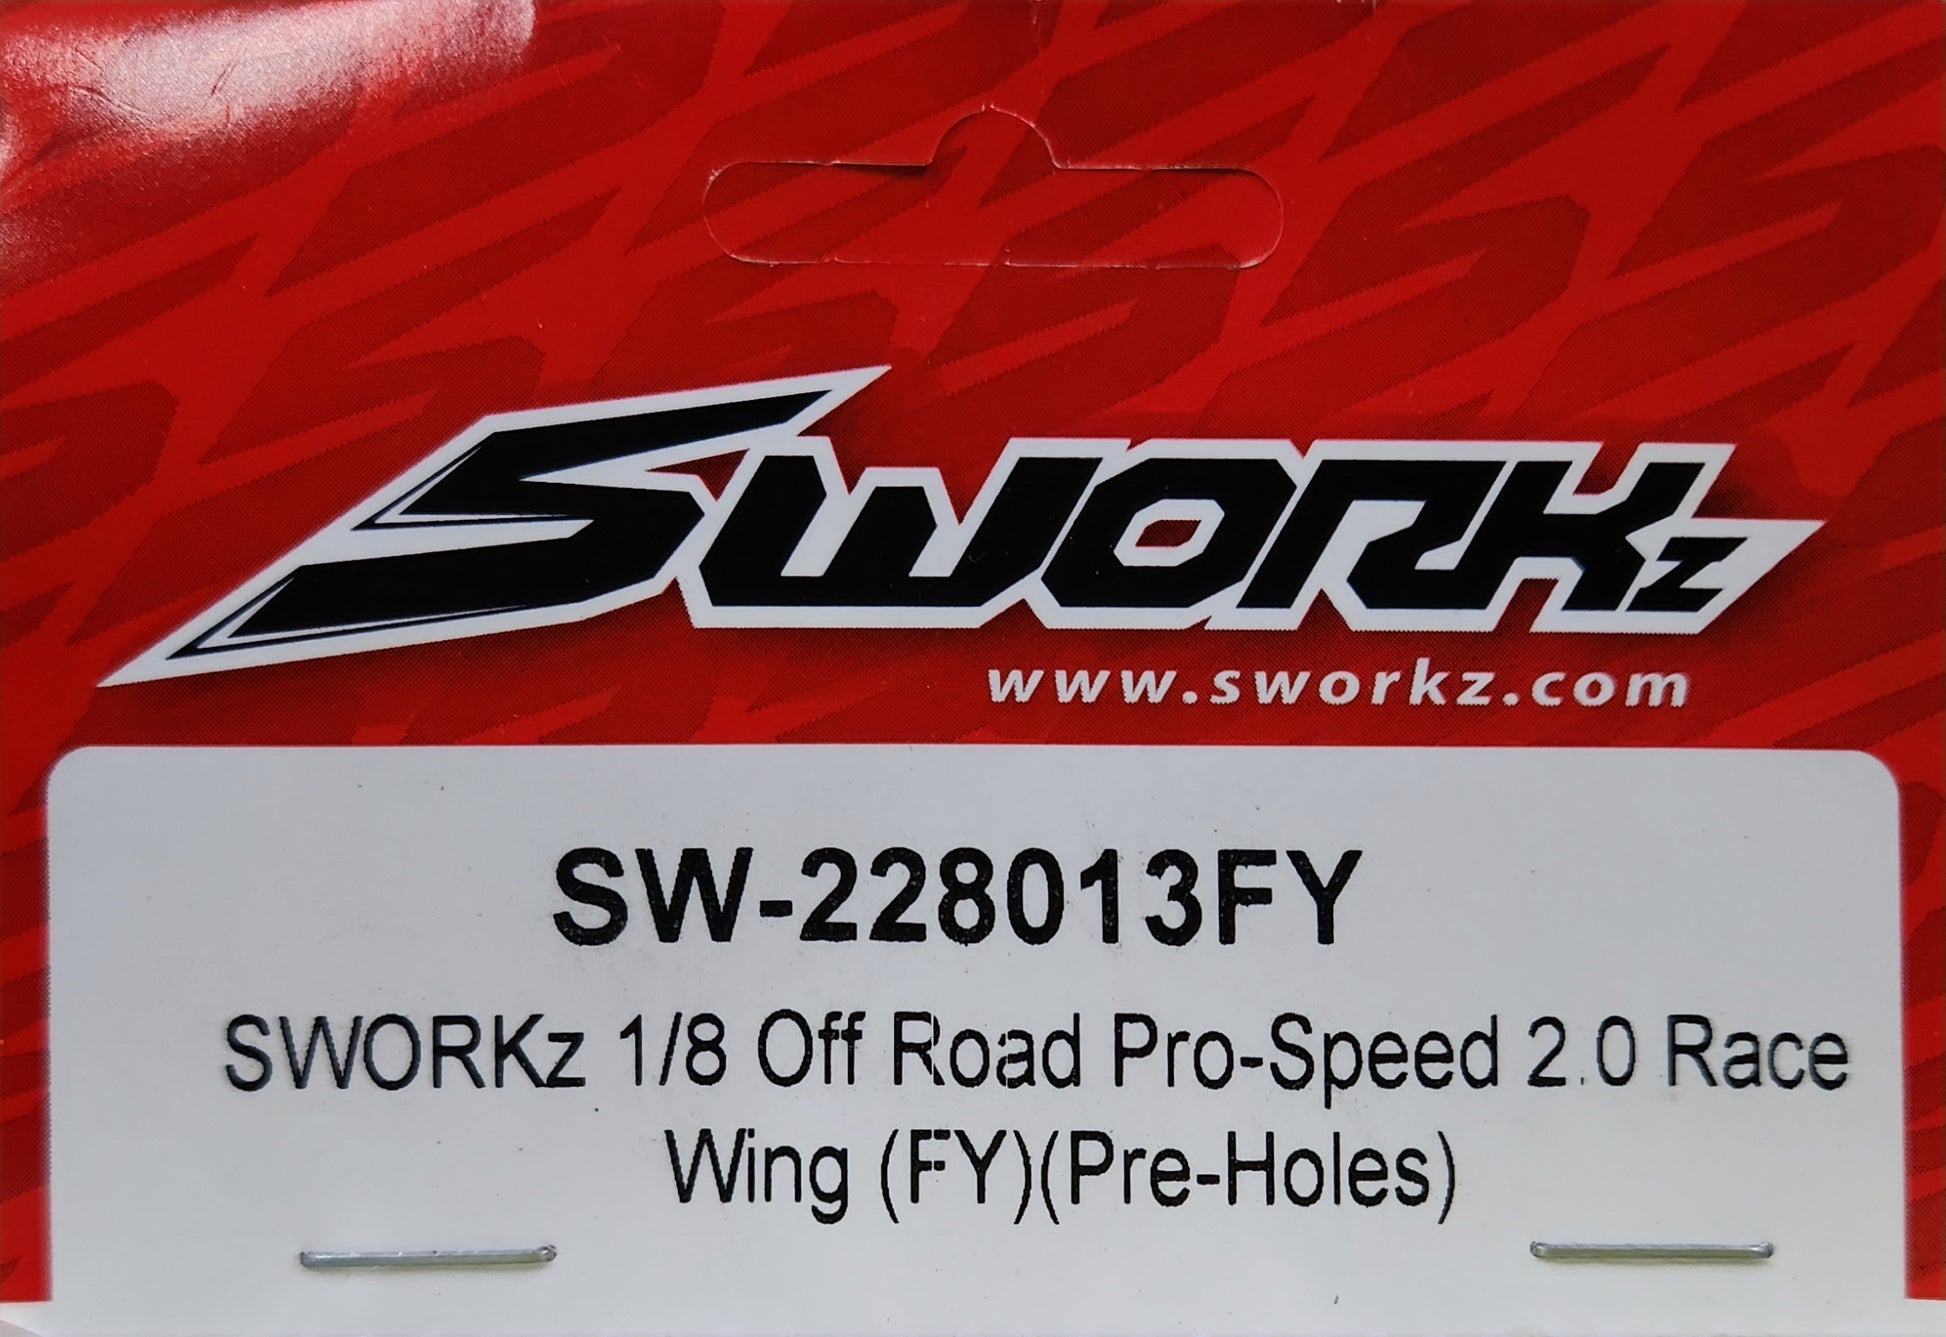 SWORKz
www.sworkz.com
SW-228013FY
SWORKz 1/8 Off Road Pro-Speed 2.0 Race
Wing (FY)(Pre-Holes)